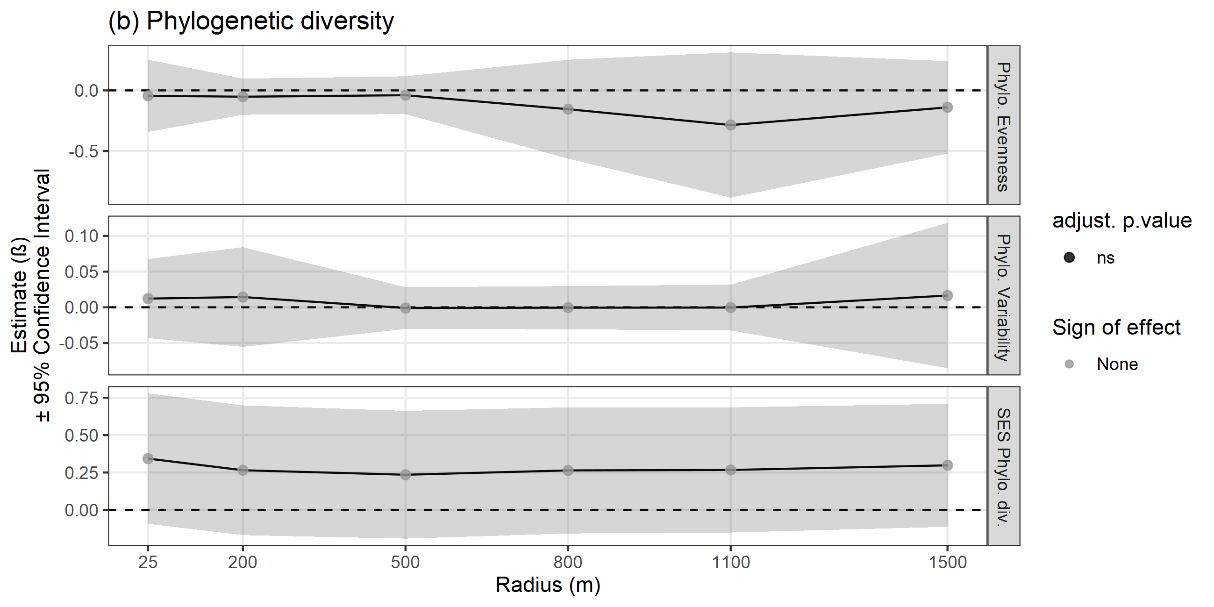 (b) Phylogenetic diversity
Estimate (ß)
± 95% Confidence Interval
0.0
-0.5
Phylo. Evenness
0.10
0.05
0.00
-0.05
Phylo. Variability
0.75
0.50
0.25
0.00
SES Phylo. div.
25
200
500
800
1100
1500
Radius (m)
adjust. p.value
ns
Sign of effect
None